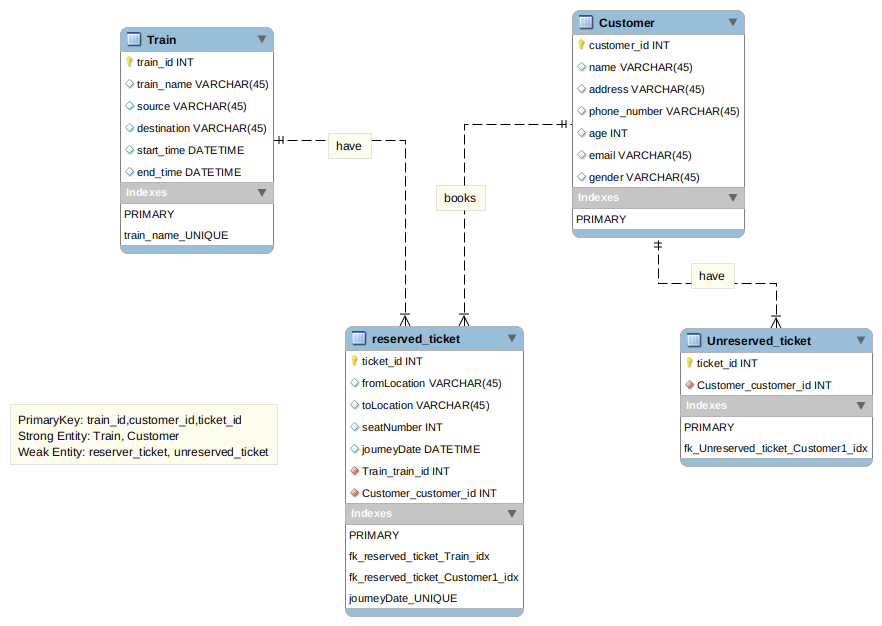 Train
train_id INT
train_name VARCHAR(45)
source VARCHAR(45)
destination VARCHAR(45)
start_time DATETIME
end_time DATETIME
Indexes
PRIMARY
train_name_UNIQUE
have
books
Customer
customer_id INT
name VARCHAR(45)
address VARCHAR(45)
phone_number VARCHAR(45)
age INT
email VARCHAR(45)
gender VARCHAR(45)
Indexes
PRIMARY
have
reserved_ticket
ticket_id INT
fromLocation VARCHAR(45)
toLocation VARCHAR(45)
seatNumber INT
journeyDate DATETIME
Train_train_id INT
Customer_customer_id INT
Indexes
PRIMARY
fk_reserved_ticket_Train_idx
fk_reserved_ticket_Customer1_idx
journeyDate_UNIQUE
Unreserved_ticket
ticket_id INT
Customer_customer_id INT
Indexes
PRIMARY
fk_Unreserved_ticket_Customer1_idx
PrimaryKey: train_id,customer_id,ticket_id
Strong Entity: Train, Customer
Weak Entity: reserver_ticket, unreserved_ticket